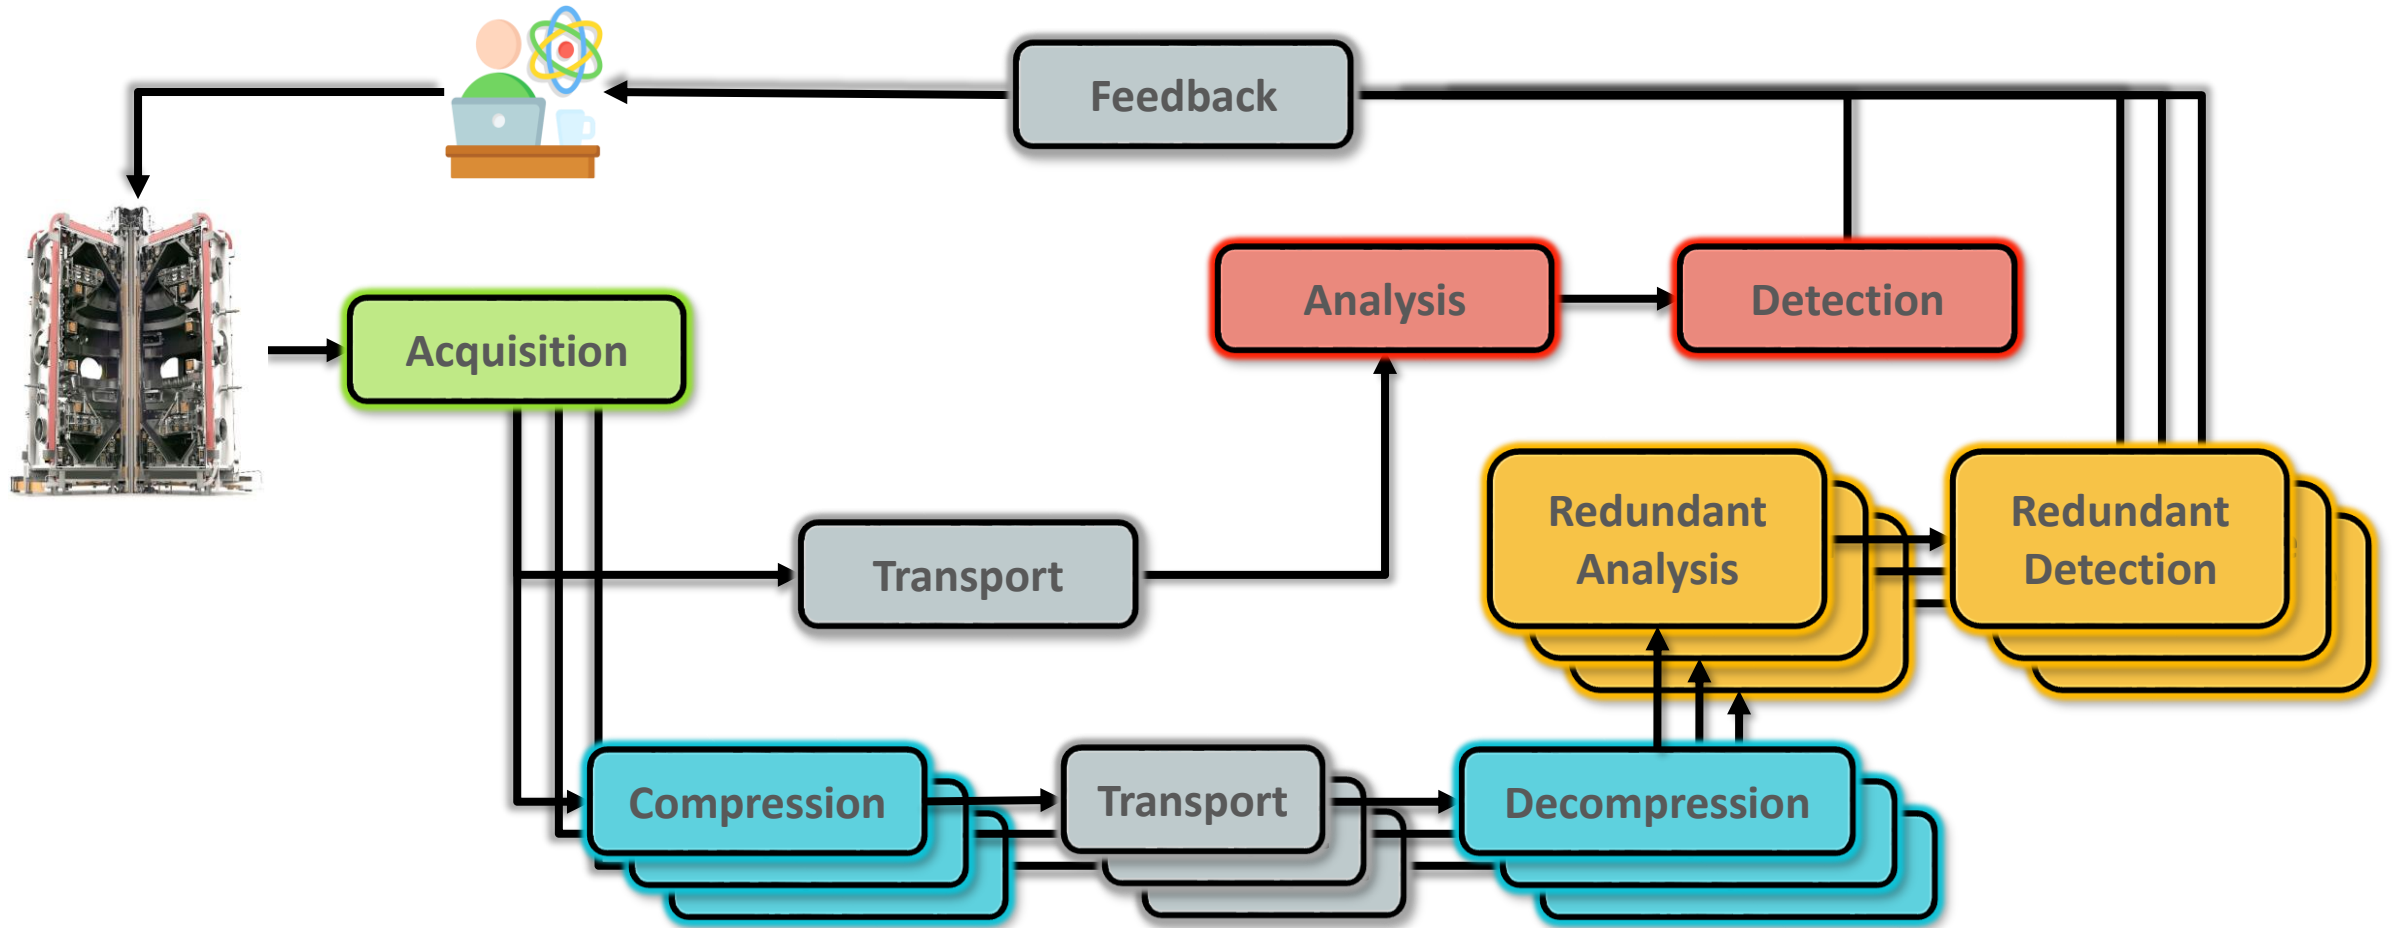 Feedback
Analysis
Detection
Acquisition
Redundant
Analysis
Redundant
Detection
Transport
Compression
Transport
Decompression